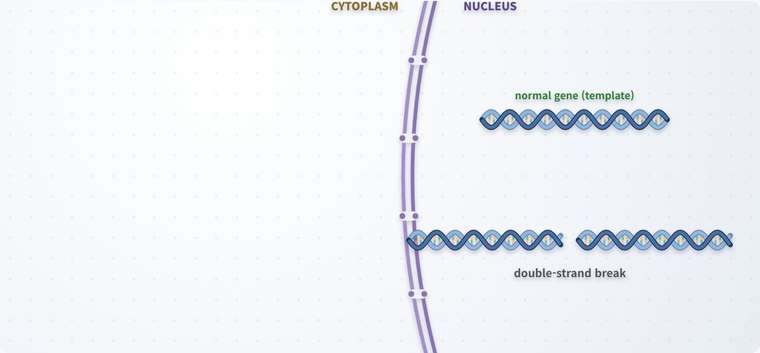 CYTOPLASM
NUCLEUS
normal gene (template)
double-strand break